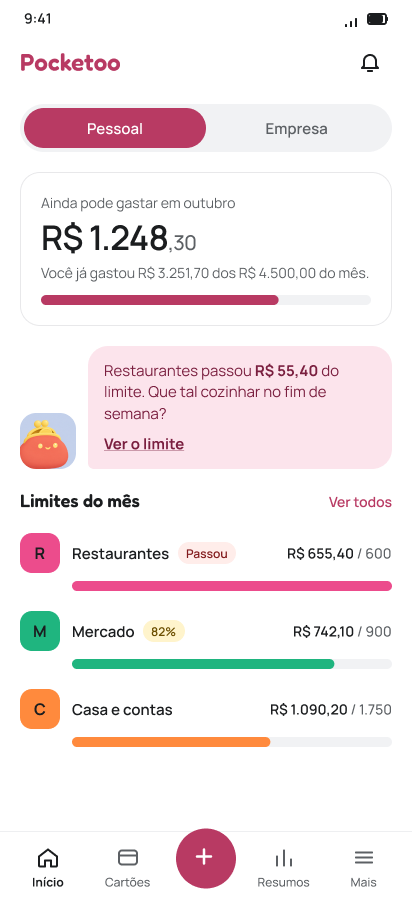 9:41
Pocketoo
Pessoal
Empresa
Ainda pode gastar em outubro
R$ 1.248,30
Você já gastou R$ 3.251,70 dos R$ 4.500,00 do mês.
Restaurantes passou R$ 55,40 do
limite. Que tal cozinhar no fim de
semana?
Ver o limite
Limites do mês
Ver todos
R
Restaurantes
Passou
R$ 655,40 / 600
M
Mercado
82%
R$ 742,10 / 900
C
Casa e contas
R$ 1.090,20 / 1.750
Início
Cartões
+
Resumos
Mais